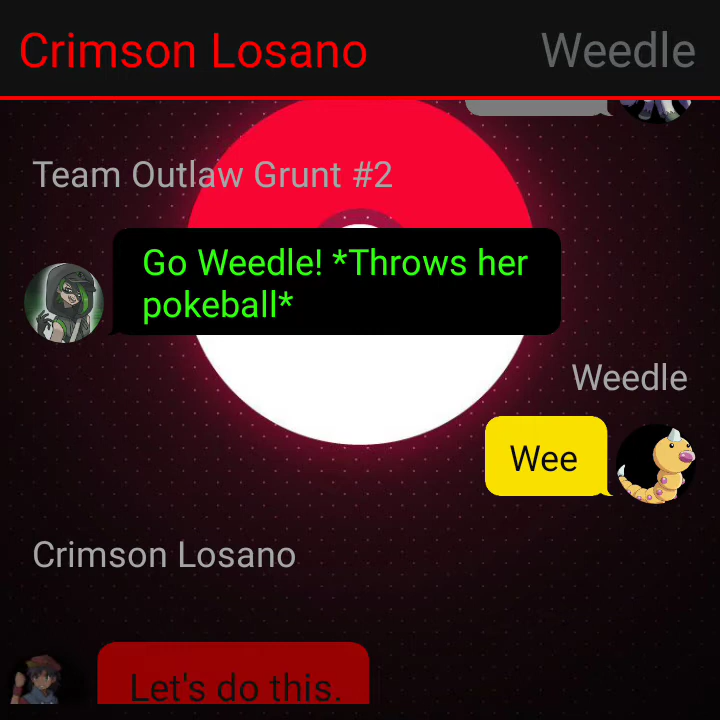 Crimson Losano
Weedle
Team Outlaw Grunt #2
Go Weedle! *Throws her
pokeball*
Weedle
Wee
Crimson Losano
Let's do this.